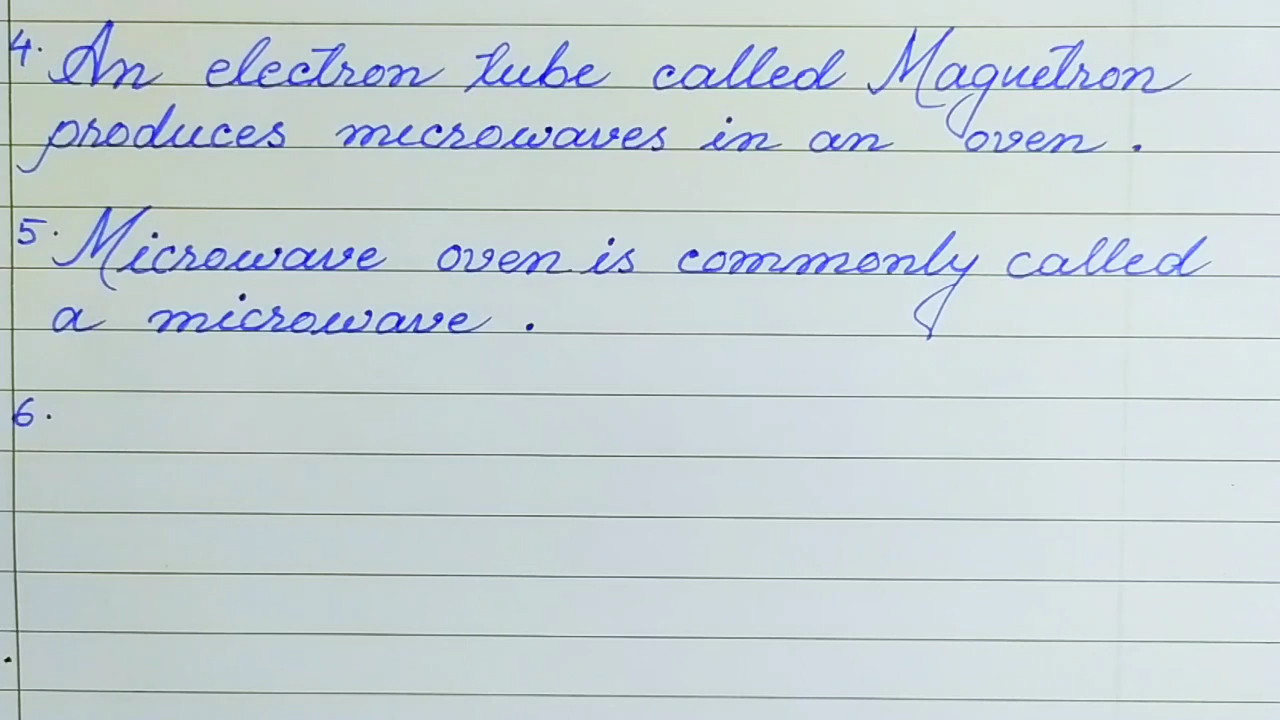 4. An electron tube called Magnetron
produces microwaves in an oven.
5. Microwave oven is commonly called
a microwave.
6.